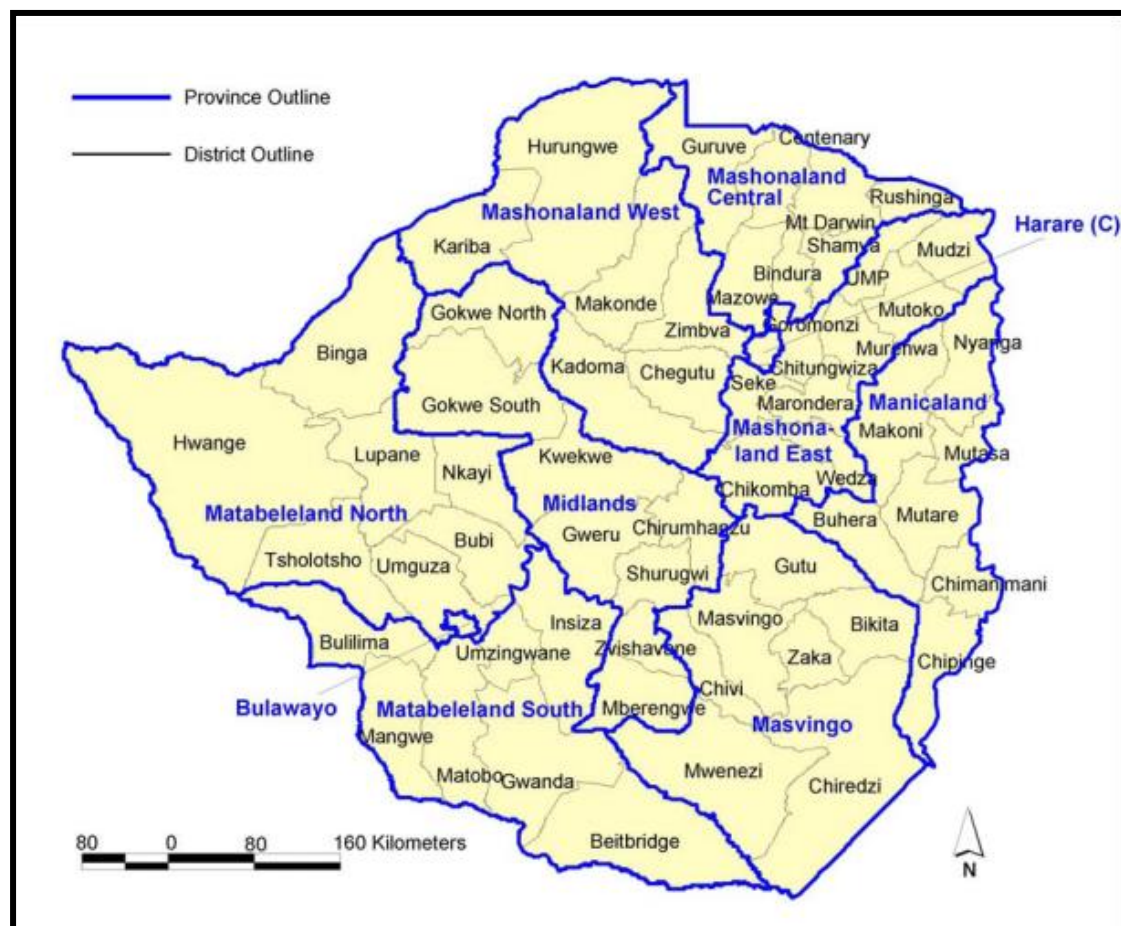 Province Outline
District Outline
Hurungwe
Guruve
Centenary
Mashonaland
Central
Rushinga
Mashonaland West
Mt Darwin
Harare (C)
Shamva
Kariba
Mudzi
Bindura
UMP
Mazowe
Gokwe North
Makonde
Mutoko
Goromonzi
Zimbva
Binga
Murehwa
Nyanga
Kadoma
Chegutu
Chitungwiza
Seke
Gokwe South
Marondera
Manicaland
Mashona-
land East
Makoni
Hwange
Lupane
Kwekwe
Mutasa
Nkayi
Wedza
Chikomba
Matabeleland North
Midlands
Buhera
Mutare
Gweru
Chirumhanzu
Bubi
Tsholotsho
Umguza
Gutu
Shurugwi
Chimanimani
Insiza
Masvingo
Bikita
Bulilima
Umzingwane
Zvishavane
Zaka
Chipinge
Chivi
Bulawayo
Matabeleland South
Mberengwe
Masvingo
Mangwe
Matobo
Gwanda
Mwenezi
Chiredzi
Beitbridge
80 0 80 160 Kilometers
N